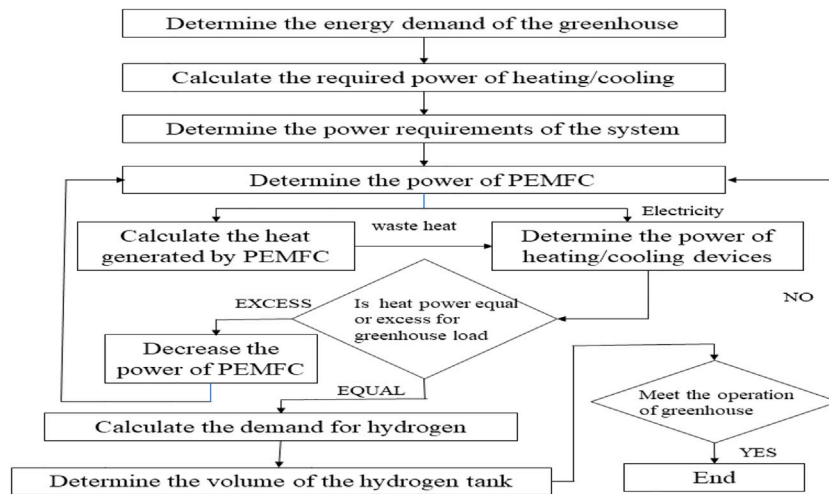 Determine the energy demand of the greenhouse
Calculate the required power of heating/cooling
Determine the power requirements of the system
Determine the power of PEMFC
Electricity
Calculate the heat
generated by PEMFC
waste heat
Determine the power of
heating/cooling devices
Is heat power equal
or excess for
greenhouse load
EXCESS
NO
Decrease the
power of PEMFC
EQUAL
Meet the operation
of greenhouse
Calculate the demand for hydrogen
YES
Determine the volume of the hydrogen tank
End